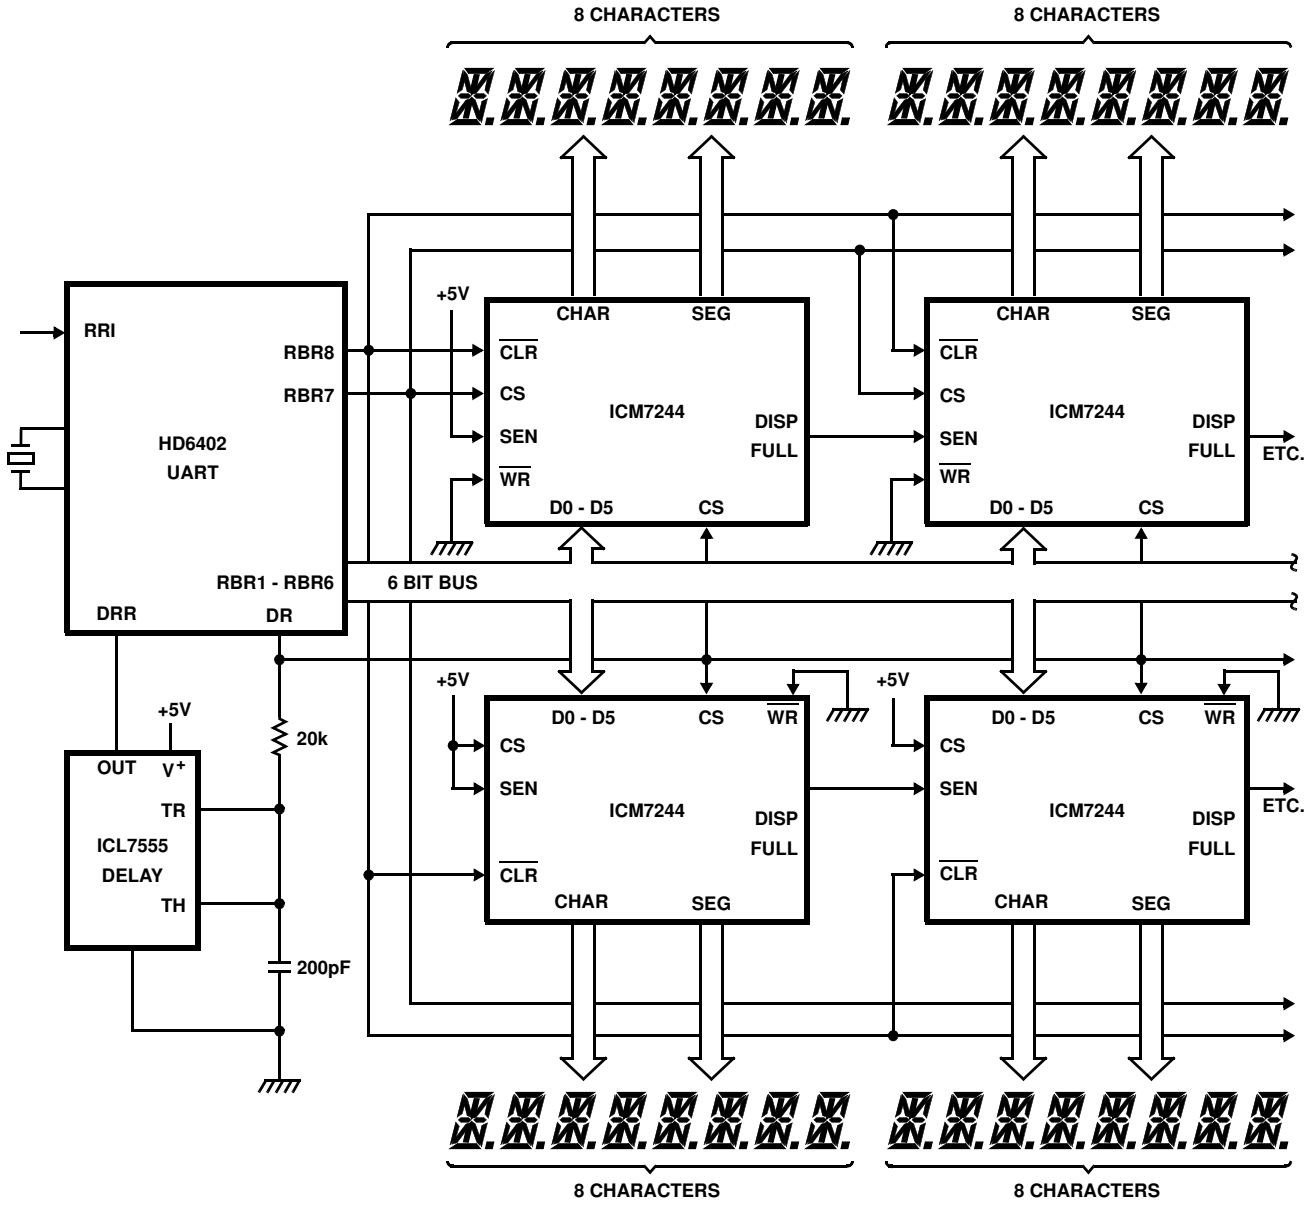 8 CHARACTERS
8 CHARACTERS
+5V
RRI
RBR8
RBR7
HD6402
UART
RBR1 - RBR6
DRR
DR
6 BIT BUS
CHAR
SEG
CLR
CS
SEN
WR
ICM7244
DISP
FULL
D0 - D5
CS
CHAR
SEG
CLR
CS
SEN
WR
ICM7244
DISP
FULL
D0 - D5
CS
ETC.
+5V
OUT
V+
TR
ICL7555
DELAY
TH
20k
200pF
+5V
D0 - D5
CS
WR
CS
SEN
ICM7244
DISP
FULL
CLR
CHAR
SEG
+5V
D0 - D5
CS
WR
CS
SEN
ICM7244
DISP
FULL
CLR
CHAR
SEG
ETC.
8 CHARACTERS
8 CHARACTERS